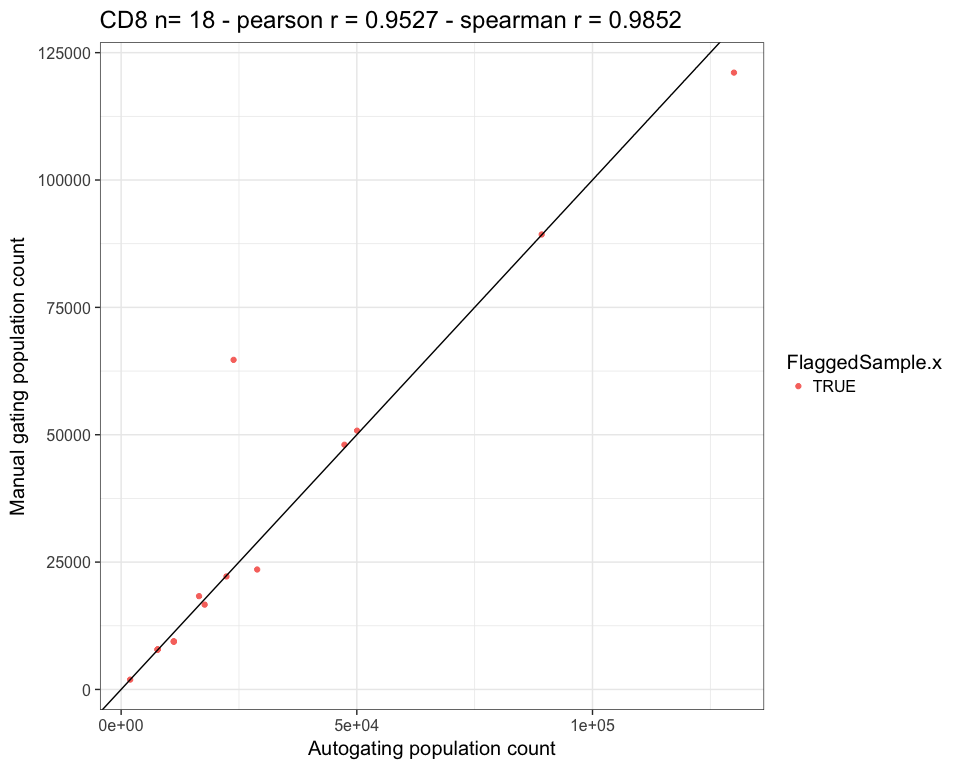 CD8 n= 18 - pearson r = 0.9527 - spearman r = 0.9852
125000
100000
75000
50000
25000
0
Manual gating population count
0e+00
5e+04
1e+05
Autogating population count
FlaggedSample.x
TRUE